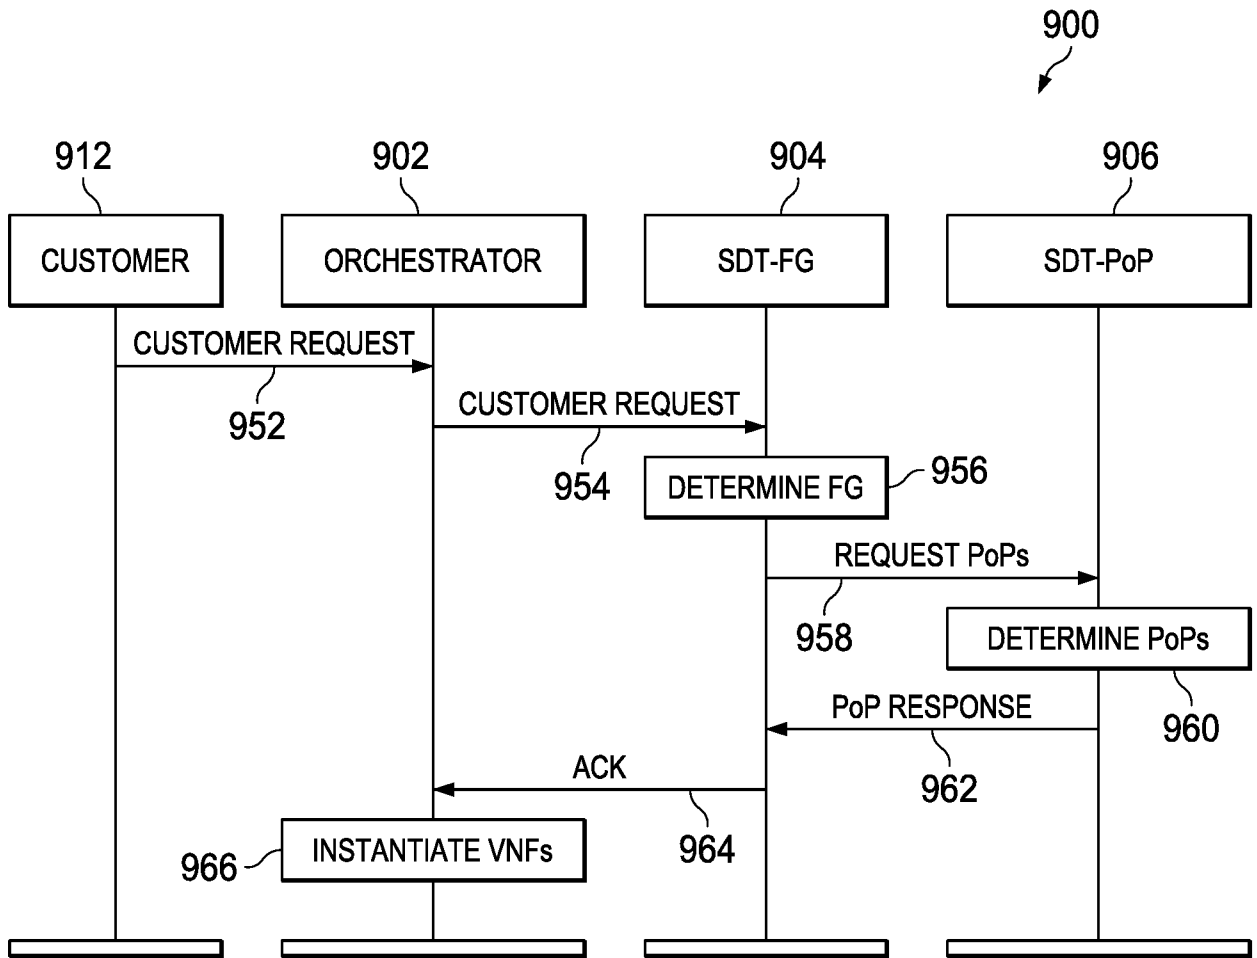 900
912
902
904
906
CUSTOMER
ORCHESTRATOR
SDT-FG
SDT-PoP
CUSTOMER REQUEST
952
CUSTOMER REQUEST
954
DETERMINE FG
956
REQUEST PoPs
958
DETERMINE PoPs
960
PoP RESPONSE
962
ACK
964
INSTANTIATE VNFs
966